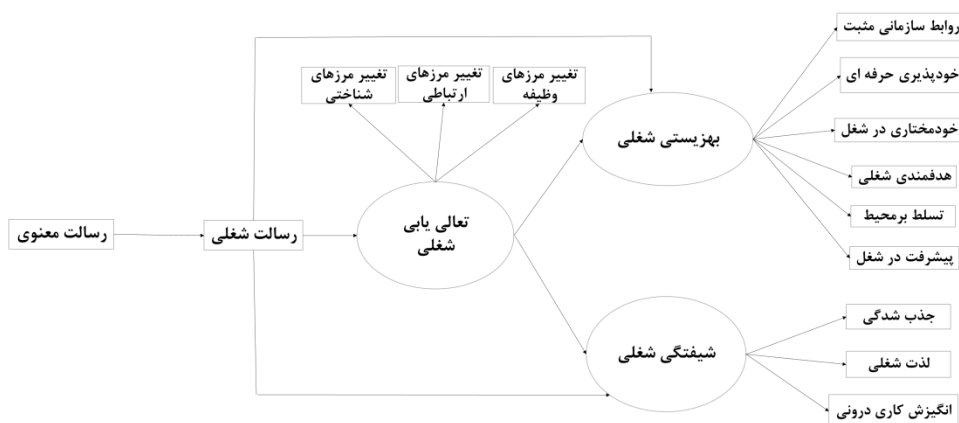 روابط سازمانی مثبت
خودپذیری حرفه ای
خودمختاری در شغل
هدفمندی شغلی
تسلط برمحیط
پیشرفت در شغل
تغییر مرزهای
وظیفه
تغییر مرزهای
ارتباطی
تغییر مرزهای
شناختی
بهزیستی شغلی
تعالی یابی
شغلی
رسالت شغلی
رسالت معنوی
شیفتگی شغلی
جذب شدگی
لذت شغلی
انگیزش کاری درونی